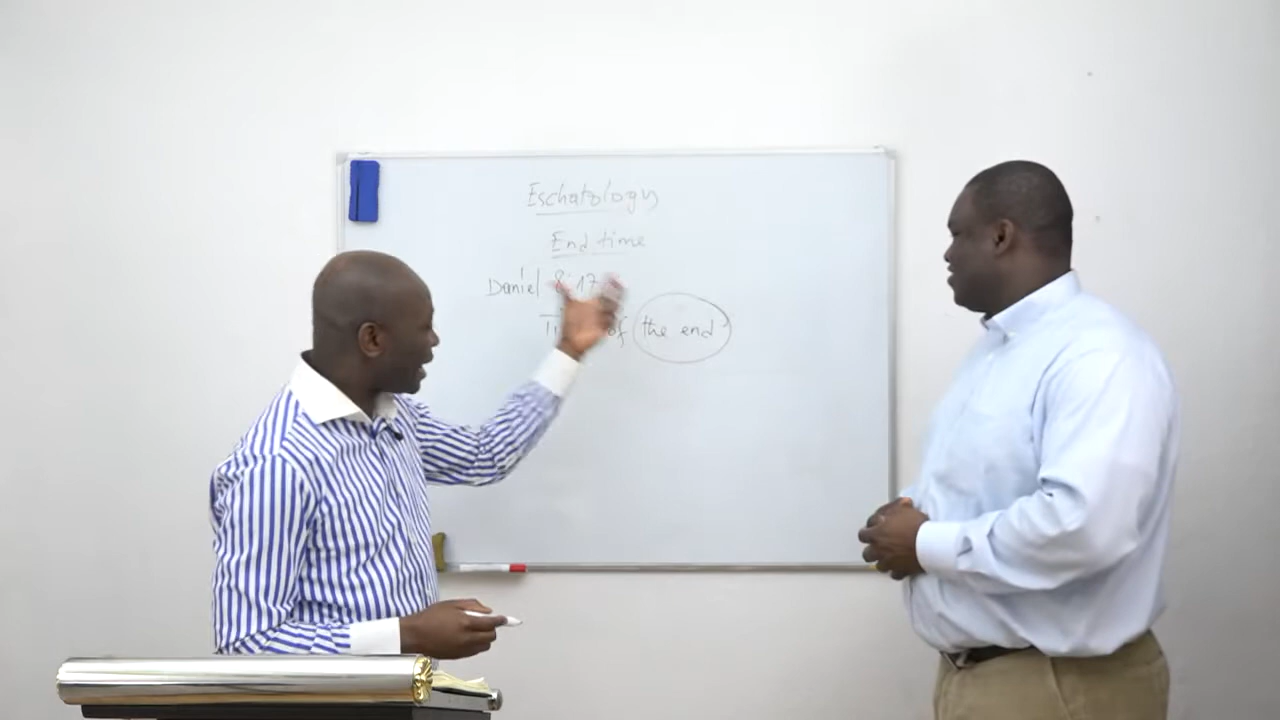 Eschatology
End time
Daniel 8:17
of the end